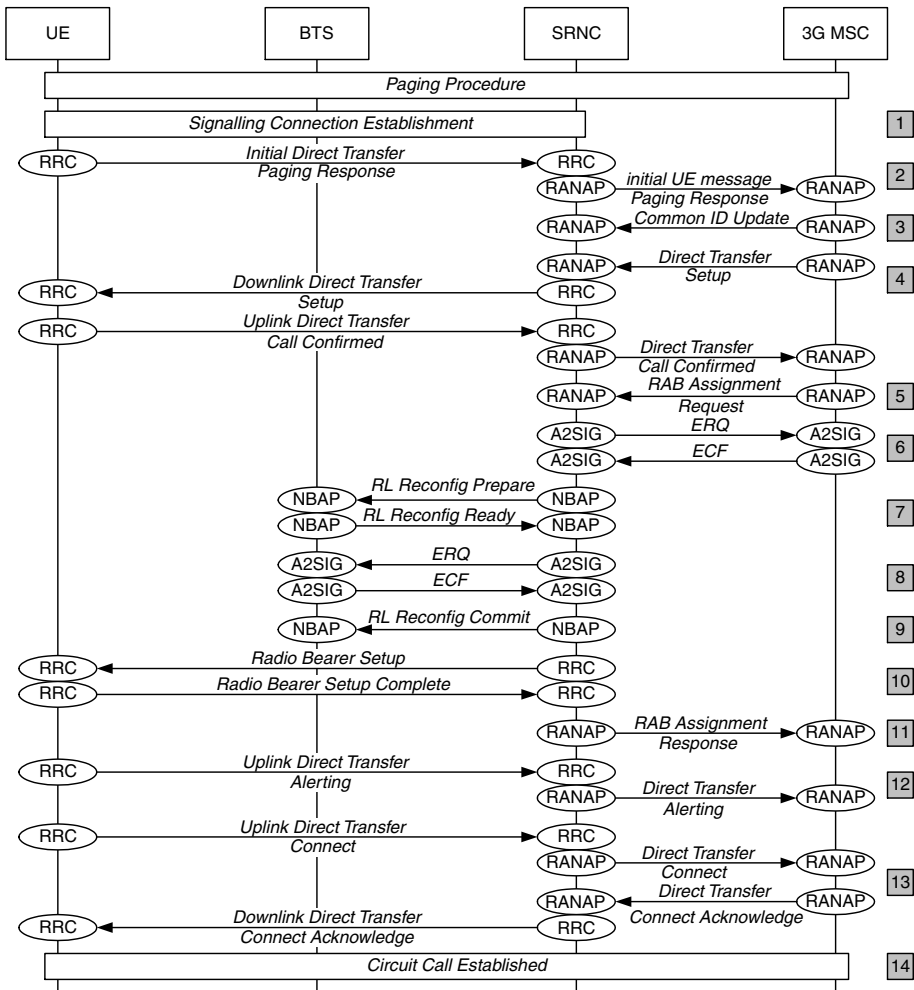 UE BTS SRNC 3G MSC
Paging Procedure
Signalling Connection Establishment 1
RRC Initial Direct Transfer RRC
Paging Response
2
RANAP initial UE message RANAP
Paging Response
RANAP Common ID Update RANAP 3
RANAP Direct Transfer RANAP
Setup
4
RRC Downlink Direct Transfer RRC
Setup
RRC Uplink Direct Transfer RRC
Call Confirmed
RANAP Direct Transfer RANAP
Call Confirmed
RANAP RAB Assignment RANAP 5
Request
A2SIG ERQ A2SIG
6
A2SIG ECF A2SIG
NBAP RL Reconfig Prepare NBAP
7
NBAP RL Reconfig Ready NBAP
A2SIG ERQ A2SIG
8
A2SIG ECF A2SIG
NBAP RL Reconfig Commit NBAP 9
RRC Radio Bearer Setup RRC
10
RRC Radio Bearer Setup Complete RRC
RANAP RAB Assignment RANAP 11
Response
RRC Uplink Direct Transfer RRC
Alerting
12
RANAP Direct Transfer RANAP
Alerting
RRC Uplink Direct Transfer RRC
Connect
RANAP Direct Transfer RANAP
Connect
13
RANAP Direct Transfer RANAP
Connect Acknowledge
RRC Downlink Direct Transfer RRC
Connect Acknowledge
Circuit Call Established 14